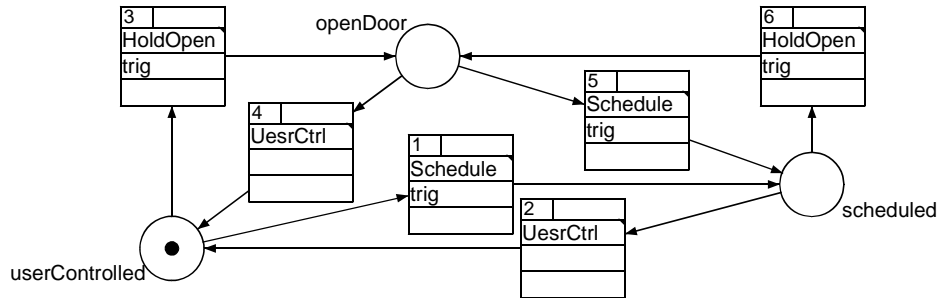 3
HoldOpen
trig
openDoor
6
HoldOpen
trig
5
Schedule
trig
4
UesrCtrl
1
Schedule
trig
scheduled
2
UesrCtrl
userControlled